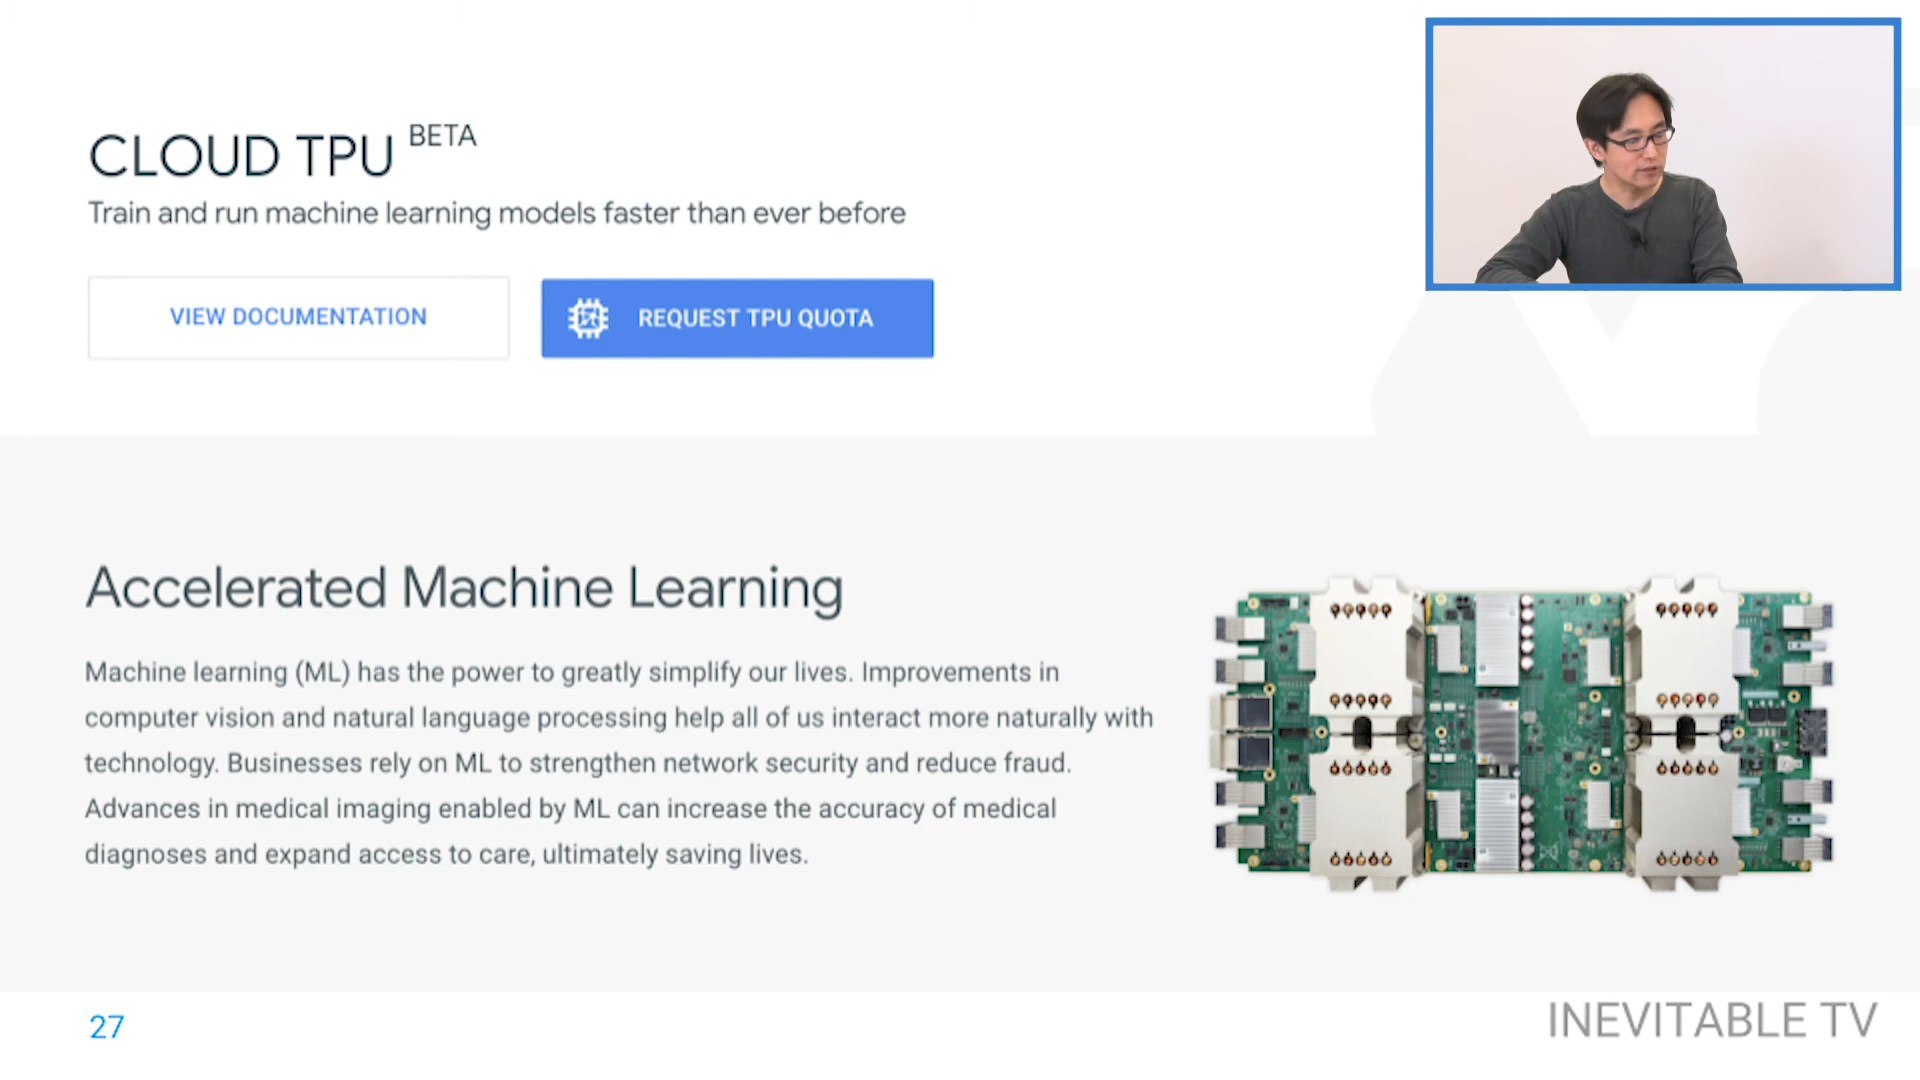 CLOUD TPU BETA
Train and run machine learning models faster than ever before
VIEW DOCUMENTATION
REQUEST TPU QUOTA
Accelerated Machine Learning
Machine learning (ML) has the power to greatly simplify our lives. Improvements in
computer vision and natural language processing help all of us interact more naturally with
technology. Businesses rely on ML to strengthen network security and reduce fraud.
Advances in medical imaging enabled by ML can increase the accuracy of medical
diagnoses and expand access to care, ultimately saving lives.
27
INEVITABLE TV